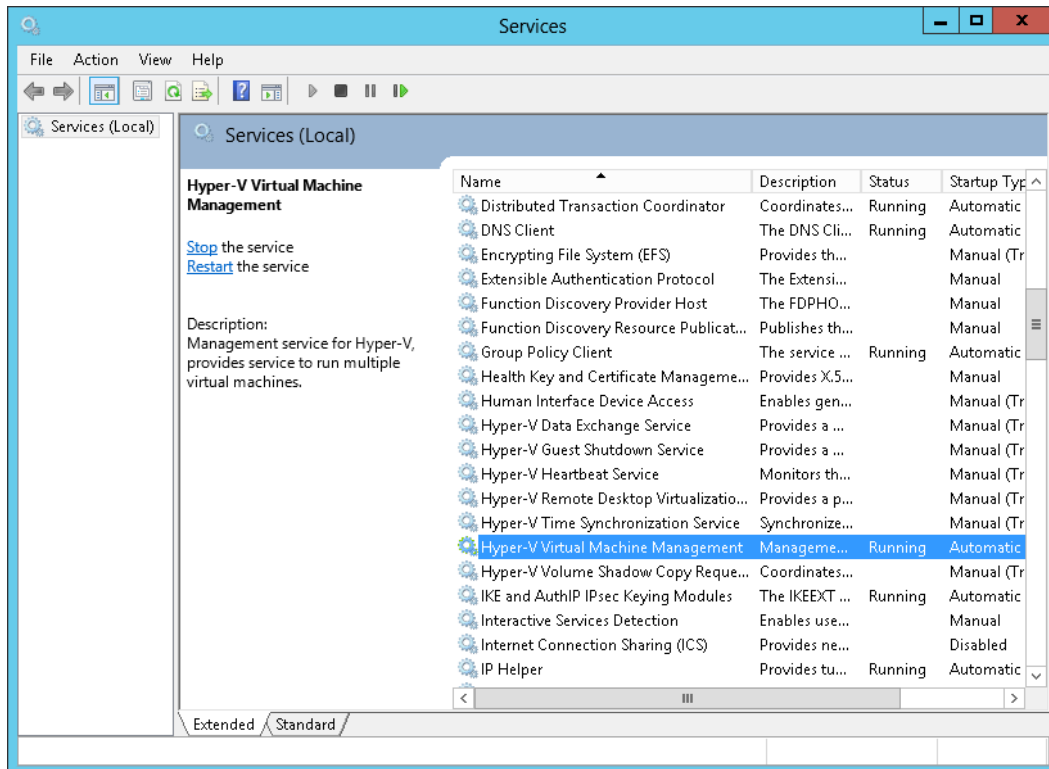 Services
File Action View Help
Services (Local)
Services (Local)
Hyper-V Virtual Machine
Management
Stop the service
Restart the service
Description:
Management service for Hyper-V,
provides service to run multiple
virtual machines.
Name Description Status Startup Typ
Distributed Transaction Coordinator Coordinates... Running Automatic
DNS Client The DNS Cli... Running Automatic
Encrypting File System (EFS) Provides th... Manual (Tr
Extensible Authentication Protocol The Extensi... Manual
Function Discovery Provider Host The FDPHO... Manual
Function Discovery Resource Publicat... Publishes th... Manual
Group Policy Client The service ... Running Automatic
Health Key and Certificate Manageme... Provides X.5... Manual
Human Interface Device Access Enables gen... Manual (Tr
Hyper-V Data Exchange Service Provides a ... Manual (Tr
Hyper-V Guest Shutdown Service Provides a ... Manual (Tr
Hyper-V Heartbeat Service Monitors th... Manual (Tr
Hyper-V Remote Desktop Virtualizatio... Provides a p... Manual (Tr
Hyper-V Time Synchronization Service Synchronize... Manual (Tr
Hyper-V Virtual Machine Management Manageme... Running Automatic
Hyper-V Volume Shadow Copy Reque... Coordinates... Manual (Tr
IKE and AuthIP IPsec Keying Modules The IKEEXT ... Running Automatic
Interactive Services Detection Enables use... Manual
Internet Connection Sharing (ICS) Provides ne... Disabled
IP Helper Provides tu... Running Automatic
Extended Standard